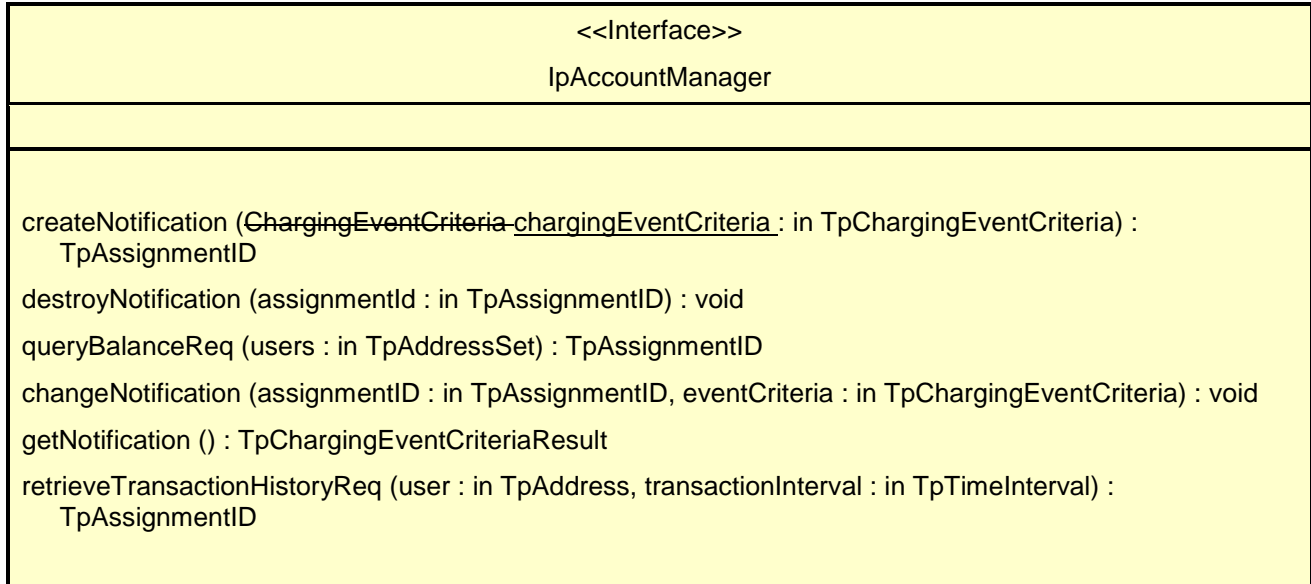 <<Interface>>
IpAccountManager
createNotification (ChargingEventCriteria chargingEventCriteria : in TpChargingEventCriteria) :
TpAssignmentID
destroyNotification (assignmentId : in TpAssignmentID) : void
queryBalanceReq (users : in TpAddressSet) : TpAssignmentID
changeNotification (assignmentID : in TpAssignmentID, eventCriteria : in TpChargingEventCriteria) : void
getNotification () : TpChargingEventCriteriaResult
retrieveTransactionHistoryReq (user : in TpAddress, transactionInterval : in TpTimeInterval) :
TpAssignmentID